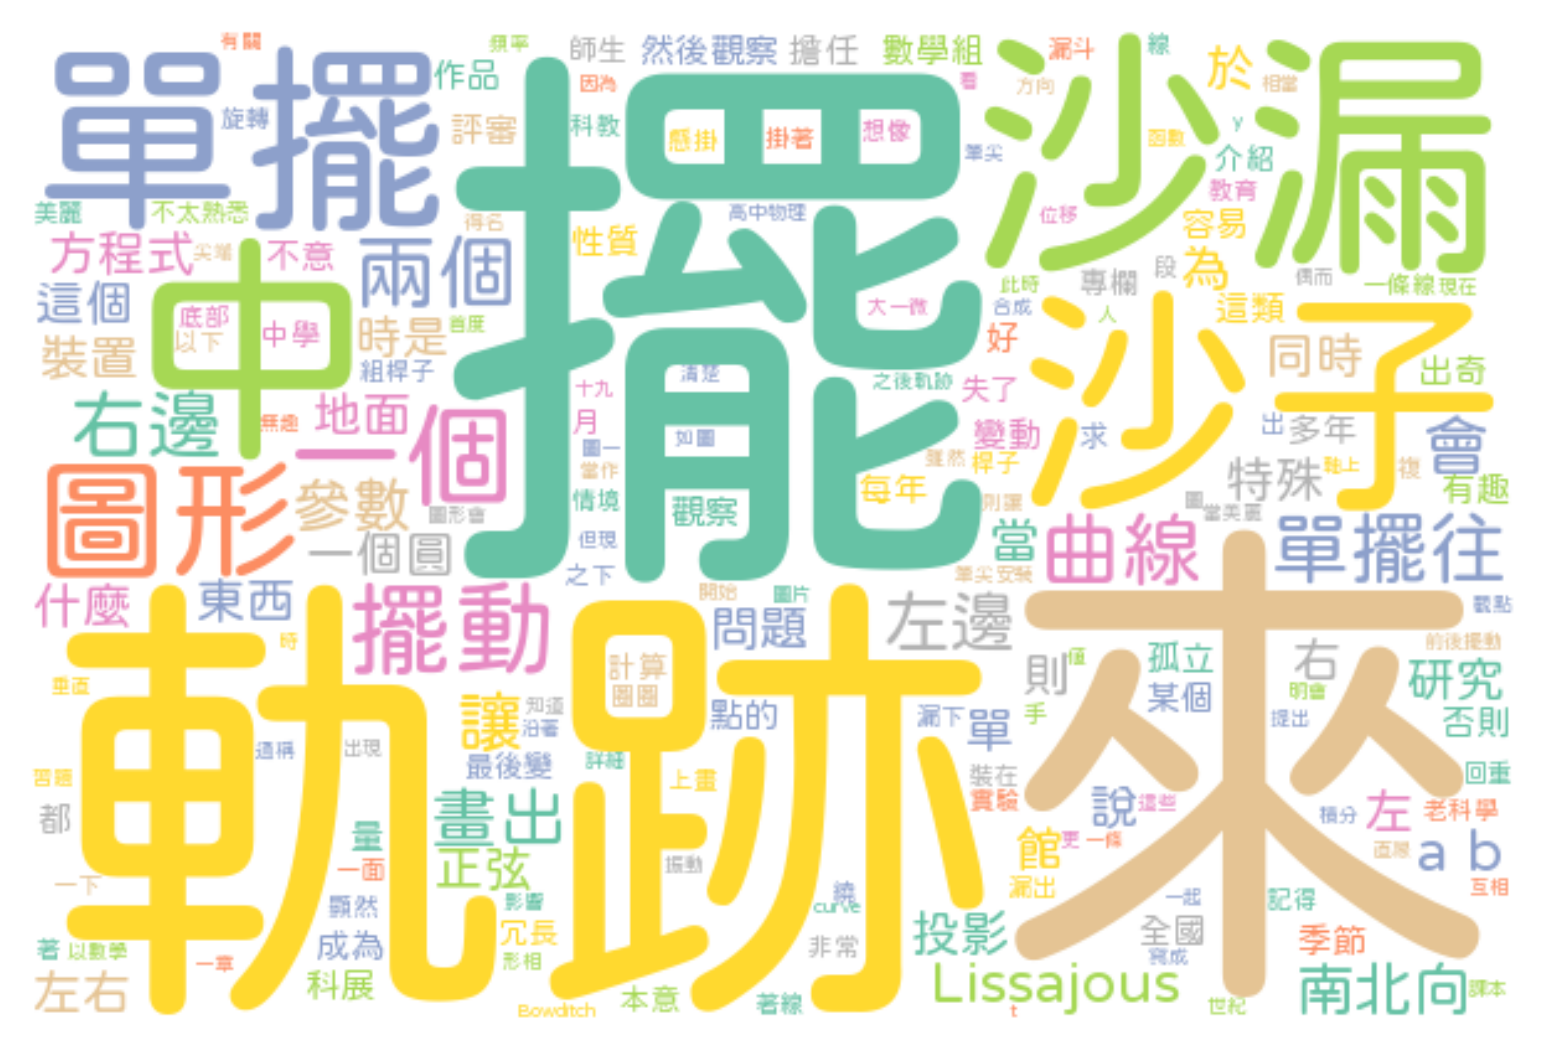 有關
頻率
師生
然後觀察
擔任
數學組
漏斗
線
於
相當
單擺
作品
因為
看
方向
沙漏
旋轉
評審
科教
擺
懸掛
掛著
想像
筆尖
y
函數
介紹
教育
美麗
不太熟悉
得名
高中物理
位移
容易
方程式
尖端
不意
兩個
性質
此時
專欄
段
為
偶而
一條線
現在
這個
中
底部
中學
以下
時是
首度
大一微
合成
人
這類
沙子
裝置
組桿子
清楚
好
同時
出奇
之後軌跡
右邊
無趣
地面
一個
十九
月
失了
圖一
如圖
變動
求
出
多年
會
當作
雖然
桿子
特殊
軸上
複
有趣
圖形
參數
圖形會
情境
觀察
每年
則讓
圖
當美麗
一個圓
但現
當
曲線
單擺往
之下
筆尖安裝
什麼
東西
擺動
開始
圖片
問題
左邊
來
觀點
前後擺動
時
計算
圈圈
則
值
孤立
右
研究
垂直
軌跡
讓
知道
沿著
點的
漏下
單
手
某個
明會
提出
否則
這稱
出現
最後變
詳細
上畫
裝在
回重
習題
都
量
畫出
實驗
說
這些
積分
左
老科學
一面
正弦
振動
館
更
一條
直線
a b
一下
顯然
影響
繞
curve
漏出
一起
記得
互相
著
以數學
一章
成為
冗長
形相
非常
投影
全國
寫成
季節
左右
科展
Bowditch
本意
著線
Lissajous
t
世紀
南北向
課本